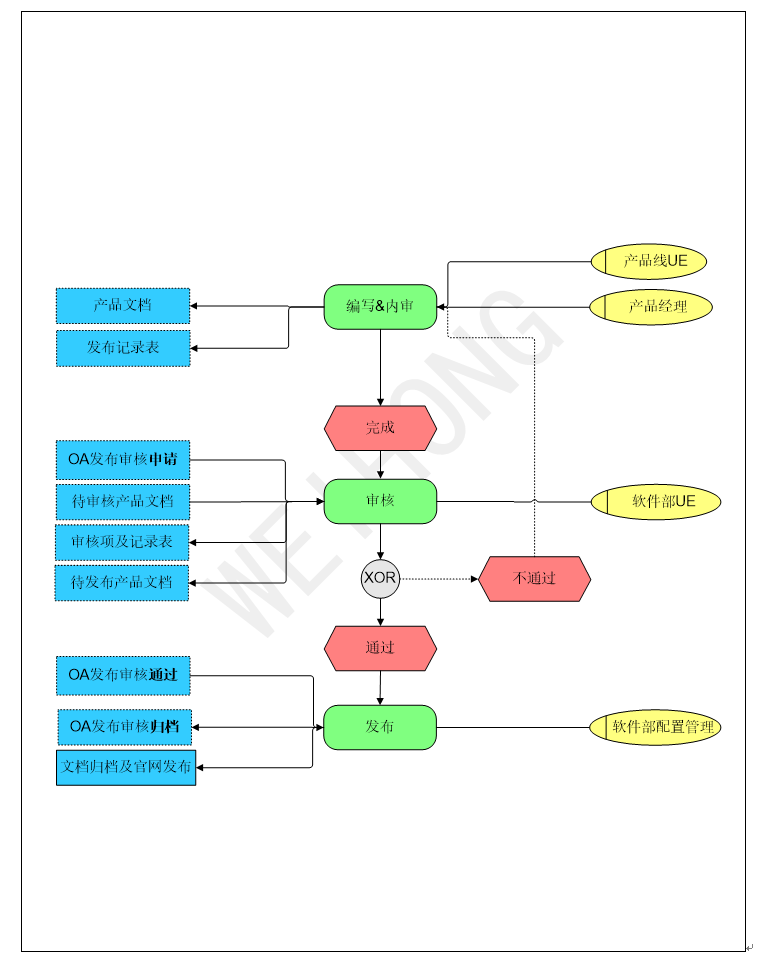 产品线UE
产品文档
编写&内审
产品经理
发布记录表
完成
OA发布审核申请
待审核产品文档
审核
软件部UE
审核项及记录表
待发布产品文档
XOR
不通过
通过
OA发布审核通过
OA发布审核归档
发布
软件部配置管理
文档归档及官网发布
WEIHONG